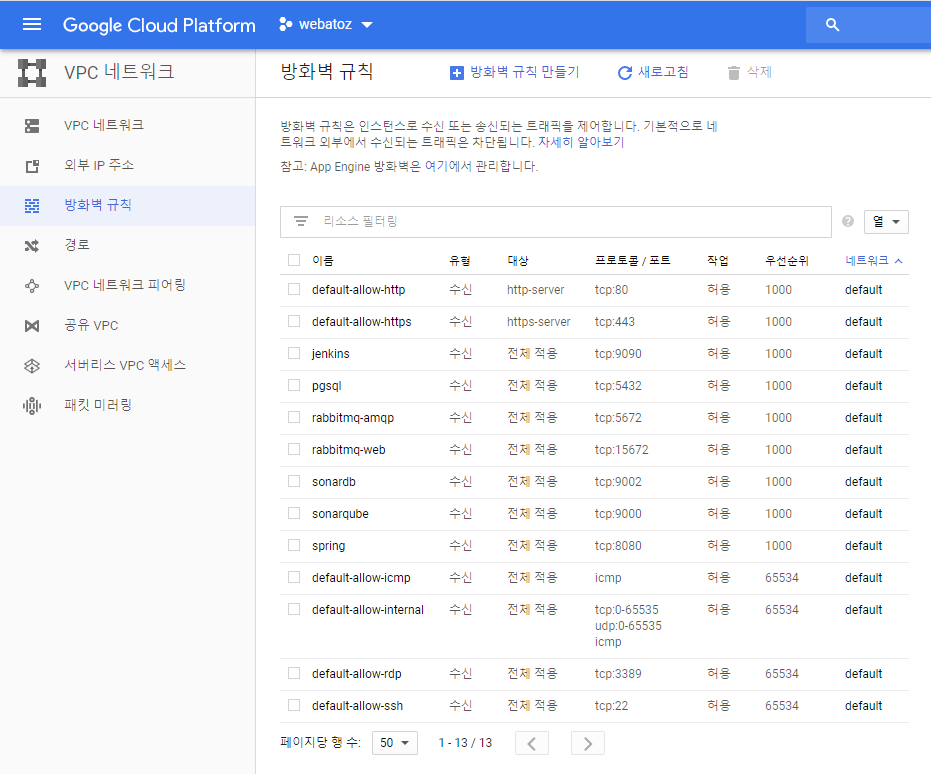 Google Cloud Platform webatoz
VPC 네트워크
방화벽 규칙 방화벽 규칙 만들기 새로고침 삭제
VPC 네트워크
외부 IP 주소
방화벽 규칙
경로
VPC 네트워크 피어링
공유 VPC
서버리스 VPC 액세스
패킷 미러링
방화벽 규칙은 인스턴스로 수신 또는 송신되는 트래픽을 제어합니다. 기본적으로 네
트워크 외부에서 수신되는 트래픽은 차단됩니다. 자세히 알아보기
참고: App Engine 방화벽은 여기에서 관리합니다.
리소스 필터링 ? 열
이름 유형 대상 프로토콜 / 포트 작업 우선순위 네트워크
default-allow-http 수신 http-server tcp:80 허용 1000 default
default-allow-https 수신 https-server tcp:443 허용 1000 default
jenkins 수신 전체 적용 tcp:9090 허용 1000 default
pgsql 수신 전체 적용 tcp:5432 허용 1000 default
rabbitmq-amqp 수신 전체 적용 tcp:5672 허용 1000 default
rabbitmq-web 수신 전체 적용 tcp:15672 허용 1000 default
sonardb 수신 전체 적용 tcp:9002 허용 1000 default
sonarqube 수신 전체 적용 tcp:9000 허용 1000 default
spring 수신 전체 적용 tcp:8080 허용 1000 default
default-allow-icmp 수신 전체 적용 icmp 허용 65534 default
default-allow-internal 수신 전체 적용 tcp:0-65535 허용 65534 default
udp:0-65535
icmp
default-allow-rdp 수신 전체 적용 tcp:3389 허용 65534 default
default-allow-ssh 수신 전체 적용 tcp:22 허용 65534 default
페이지당 행 수: 50 1 - 13 / 13